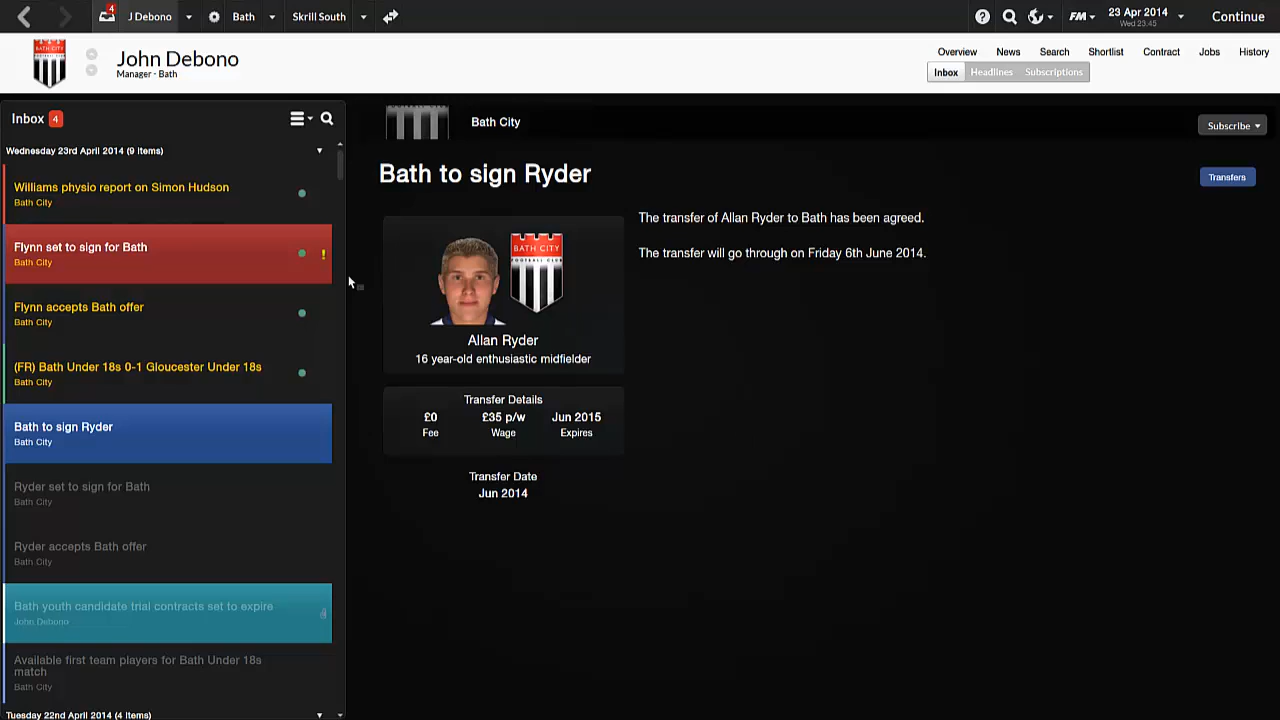 4
J Debono
Bath
Skrill South
FM
23 Apr 2014
Wed 23.45
Continue
John Debono
Manager - Bath
BATH CITY
Overview
News
Search
Shortlist
Contract
Jobs
History
Inbox
Headlines
Subscriptions
Inbox 4
Wednesday 23rd April 2014 (9 Items)
Williams physio report on Simon Hudson
Bath City
Flynn set to sign for Bath
Bath City
Flynn accepts Bath offer
Bath City
(FR) Bath Under 18s 0-1 Gloucester Under 18s
Bath City
Bath to sign Ryder
Bath City
Ryder set to sign for Bath
Bath City
Ryder accepts Bath offer
Bath City
Bath youth candidate trial contracts set to expire
John Debono
Available first team players for Bath Under 18s
match
Bath City
Tuesday 22nd April 2014 (4 Items)
Bath City
Subscribe
Bath to sign Ryder
Transfers
BATH CITY
FOOTBALL CLUB
Allan Ryder
16 year-old enthusiastic midfielder
Transfer Details
£0
£35 p/w
Jun 2015
Fee
Wage
Expires
Transfer Date
Jun 2014
The transfer of Allan Ryder to Bath has been agreed.
The transfer will go through on Friday 6th June 2014.